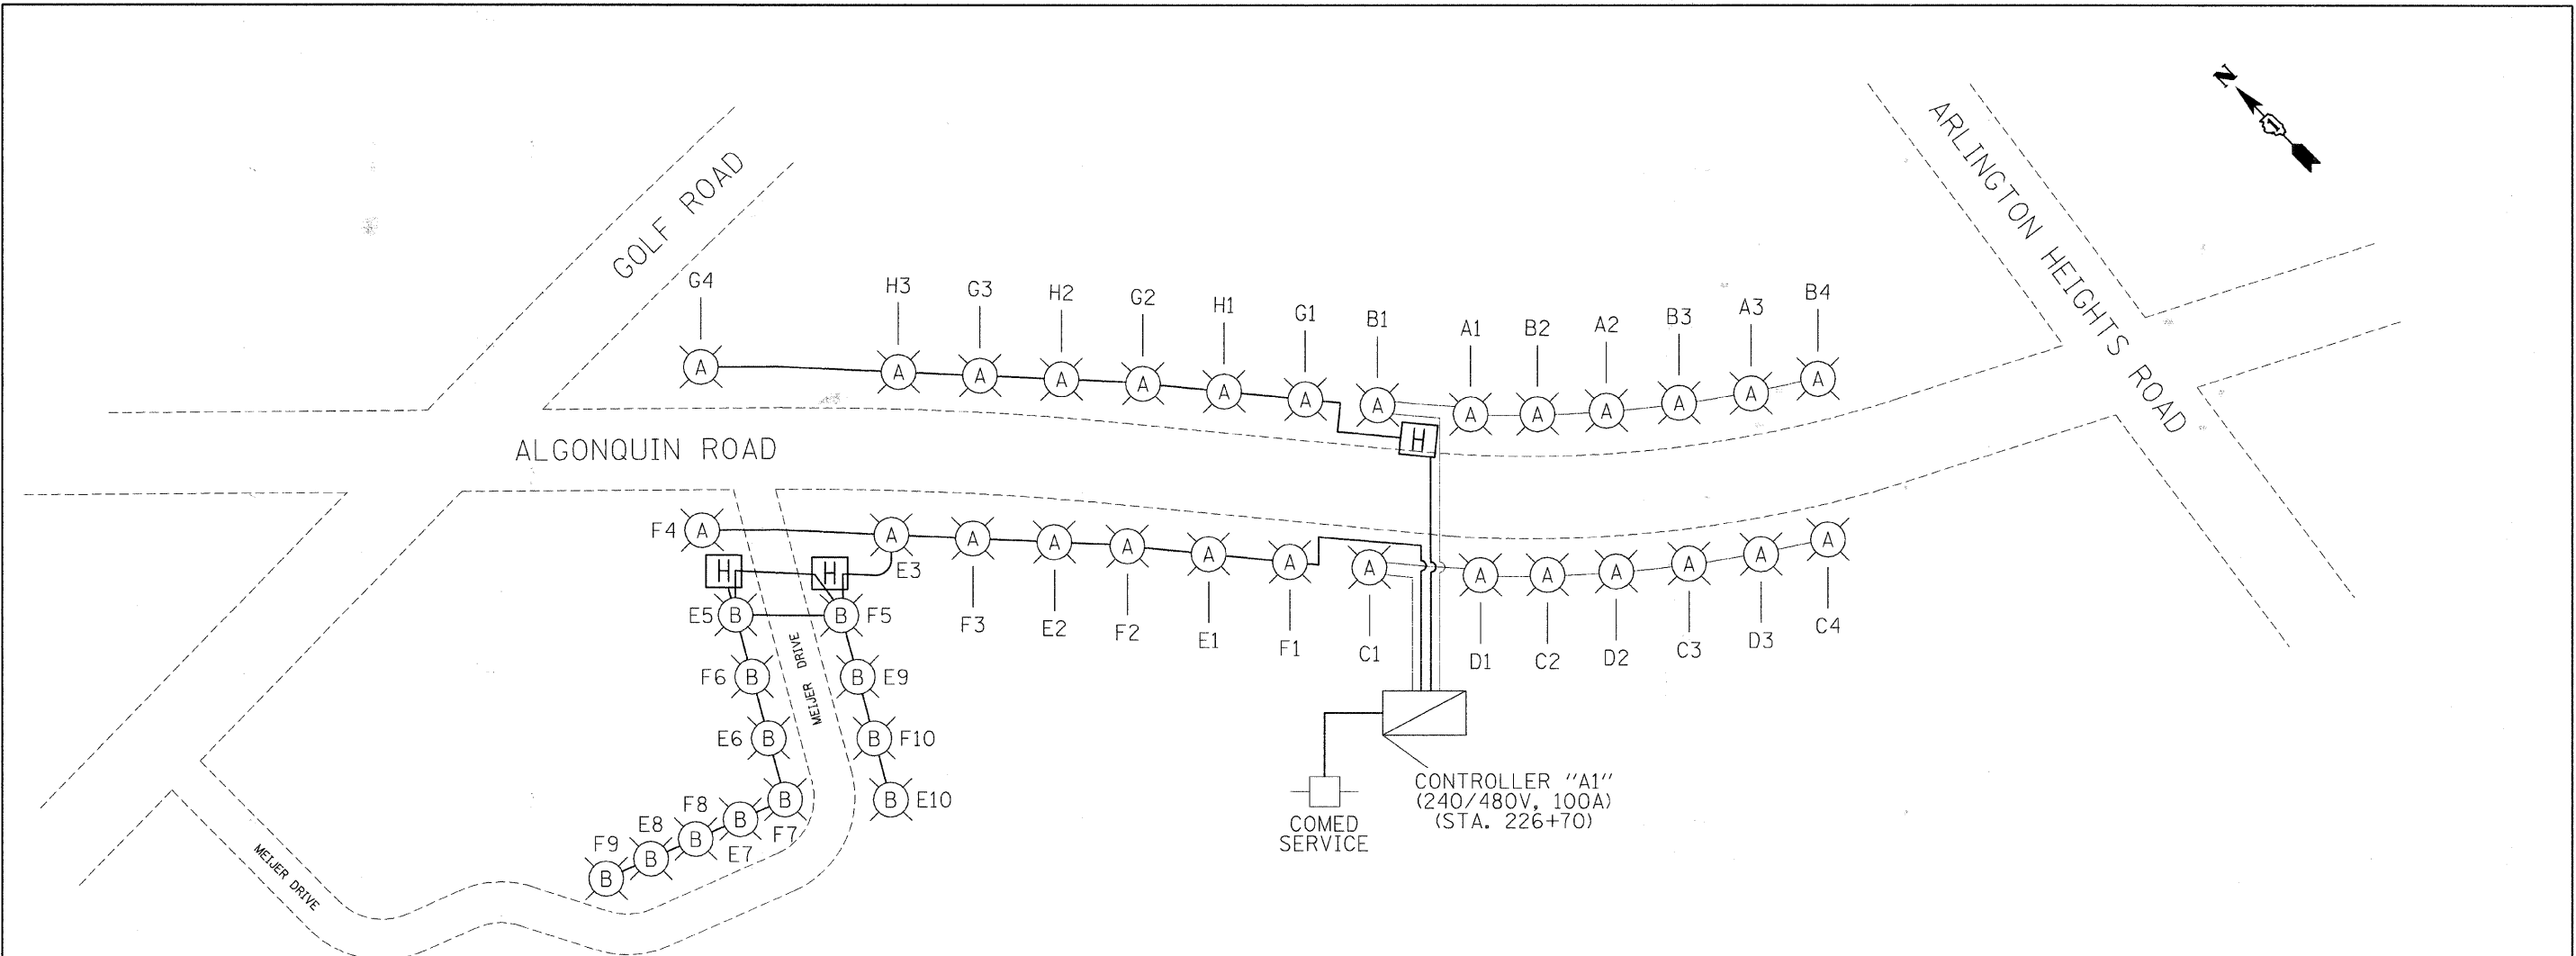 N
ARLINGTON HEIGHTS ROAD
GOLF ROAD
G4
H3
G3
H2
G2
H1
G1
B1
A1
B2
A2
B3
A3
B4
A
A
A
A
A
A
A
A
A
A
A
A
A
A
H
ALGONQUIN ROAD
F4
A
A
A
A
A
A
A
A
A
A
A
A
A
A
H
H
E3
F3
E2
F2
E1
F1
C1
D1
C2
D2
C3
D3
C4
E5
B
B
F5
MEIJER DRIVE
F6
B
B
E9
E6
B
B
F10
B
F7
B
E10
F8
B
E7
E8
B
F9
B
B
MEIJER DRIVE
CONTROLLER "A1"
(240/480V, 100A)
(STA. 226+70)
COMED
SERVICE